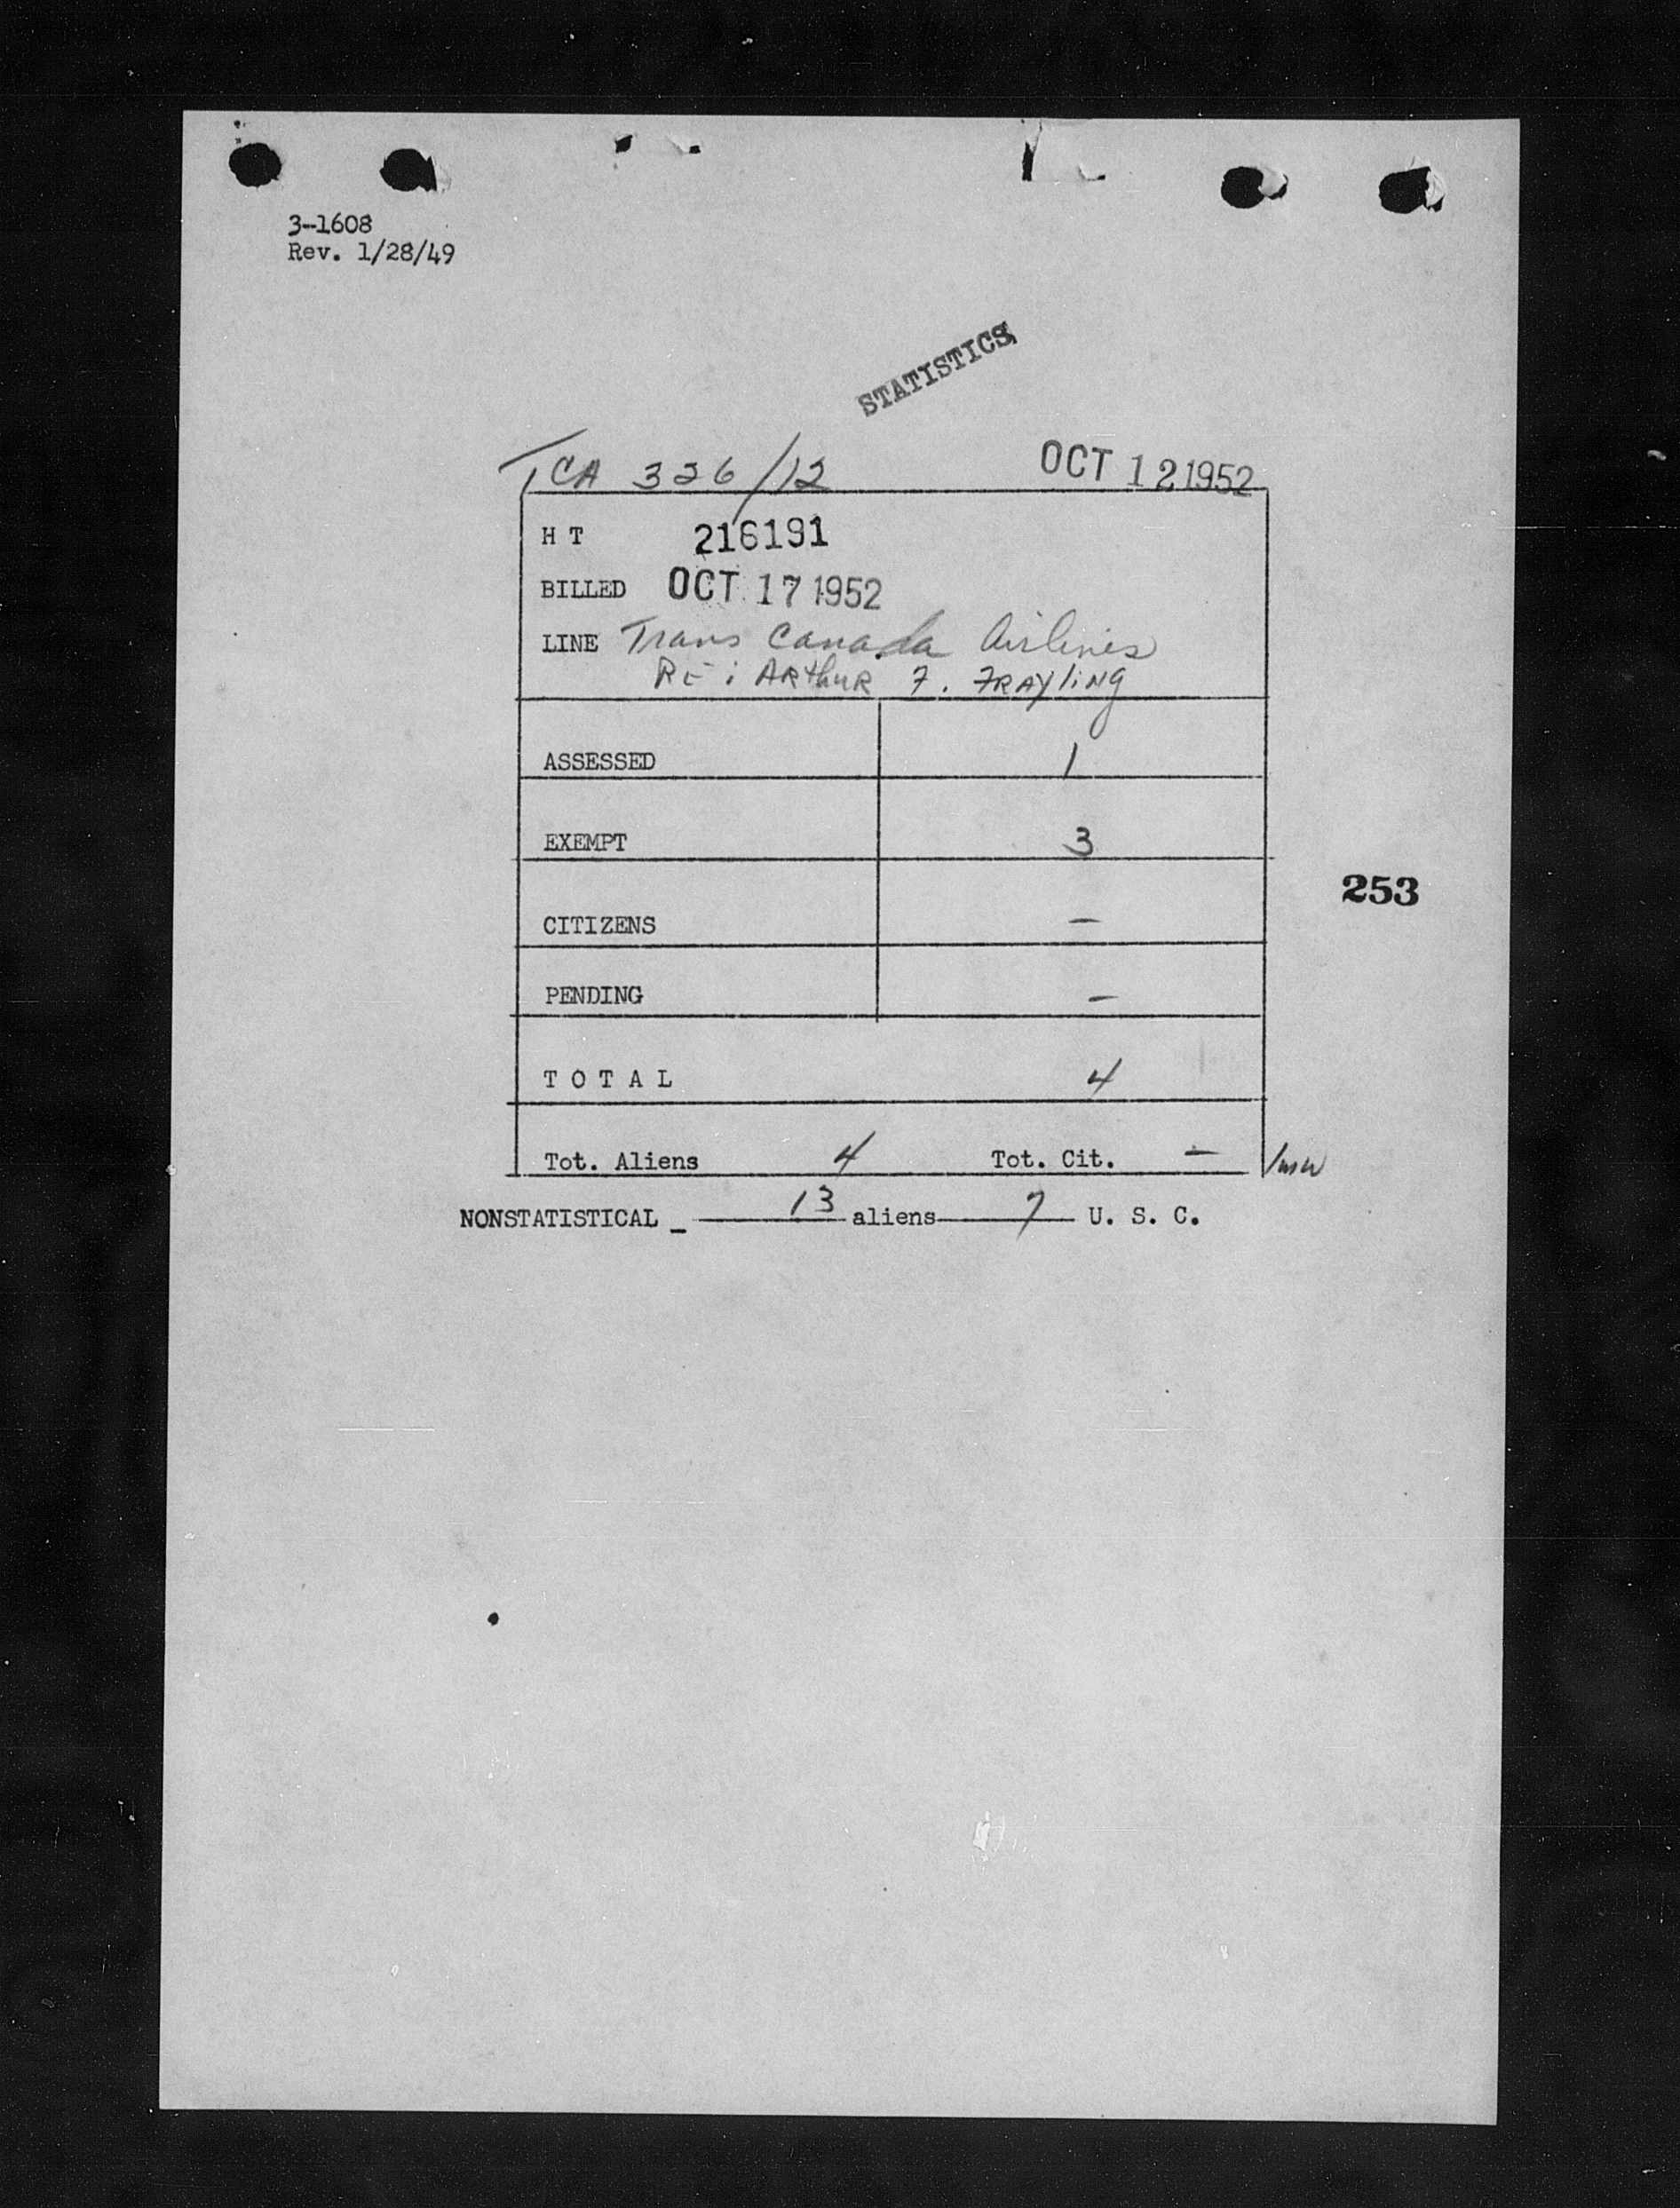 3-1608
Rev. 1/28/49
STATISTICS
TCA 326/12 OCT 12 1952
H T 216191
BILLED OCT 17 1952
LINE Trans Canada Airlines
RE: ARthuR F. FRAYliNG
ASSESSED 1
EXEMPT 3
253
CITIZENS –
PENDING –
T O T A L 4
Tot. Aliens 4 Tot. Cit. –
NONSTATISTICAL _ 13 aliens 7 U. S. C.